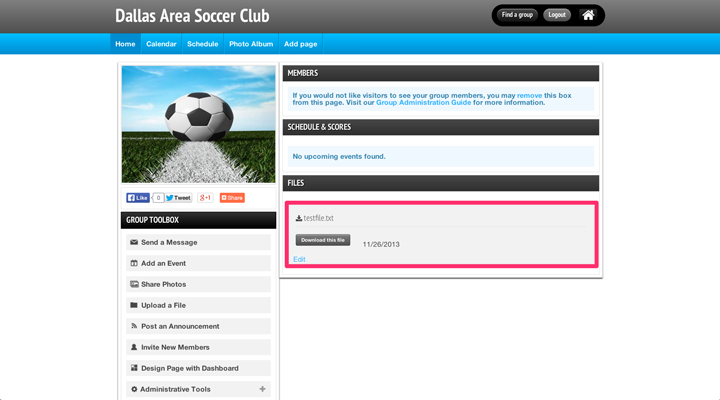 Dallas Area Soccer Club
Find a group
Logout
Home
Calendar
Schedule
Photo Album
Add page
Like
0
Tweet
g+1
Share
GROUP TOOLBOX
Send a Message
Add an Event
Share Photos
Upload a File
Post an Announcement
Invite New Members
Design Page with Dashboard
Administrative Tools
MEMBERS
If you would not like visitors to see your group members, you may remove this box
from this page. Visit our Group Administration Guide for more information.
SCHEDULE & SCORES
No upcoming events found.
FILES
testfile.txt
Download this file
11/26/2013
Edit